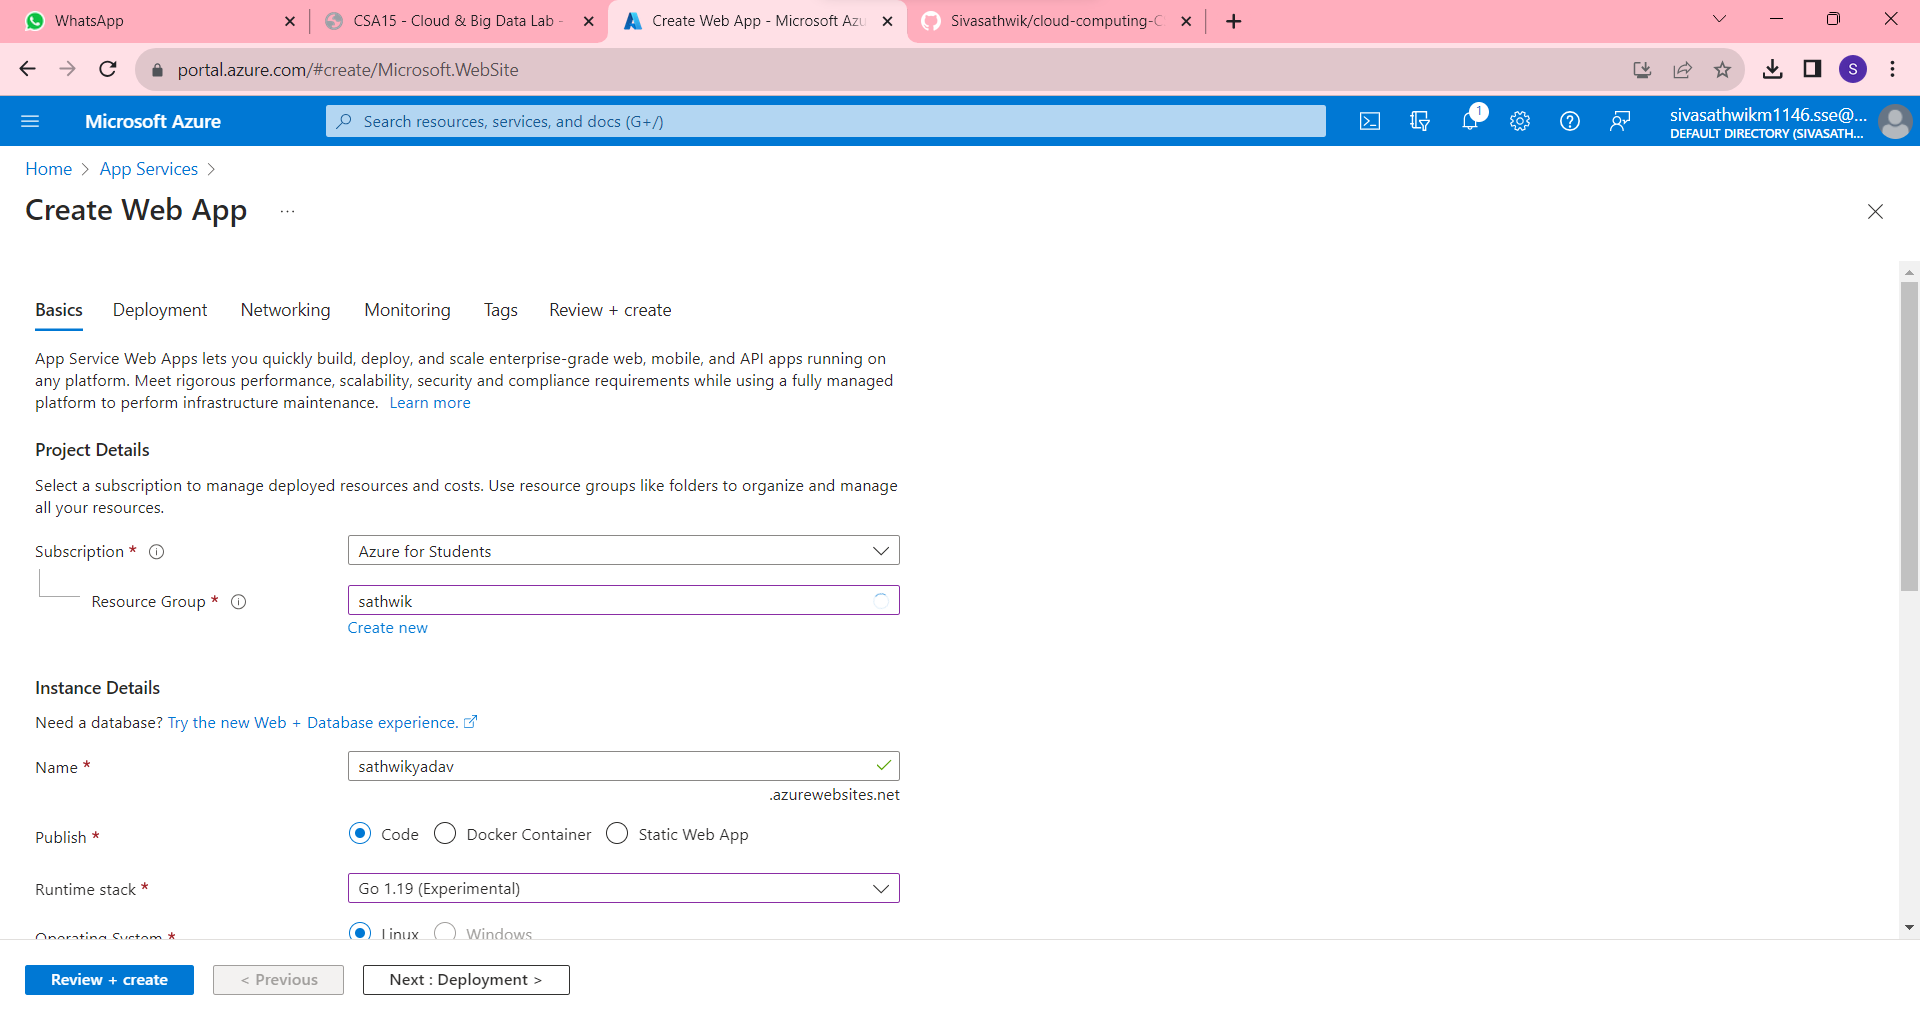 WhatsApp
CSA15 - Cloud & Big Data Lab -
Create Web App - Microsoft Azu
Sivasathwik/cloud-computing-C
portal.azure.com/#create/Microsoft.WebSite
S
Microsoft Azure
Search resources, services, and docs (G+/)
1
sivasathwikm1146.sse@...
DEFAULT DIRECTORY (SIVASATH...
Home > App Services >
Create Web App ...
Basics Deployment Networking Monitoring Tags Review + create
App Service Web Apps lets you quickly build, deploy, and scale enterprise-grade web, mobile, and API apps running on
any platform. Meet rigorous performance, scalability, security and compliance requirements while using a fully managed
platform to perform infrastructure maintenance. Learn more
Project Details
Select a subscription to manage deployed resources and costs. Use resource groups like folders to organize and manage
all your resources.
Subscription * Azure for Students
Resource Group * sathwik
Create new
Instance Details
Need a database? Try the new Web + Database experience.
Name * sathwikyadav
.azurewebsites.net
Publish * Code Docker Container Static Web App
Runtime stack * Go 1.19 (Experimental)
Operating System * Linux Windows
Review + create < Previous Next : Deployment >